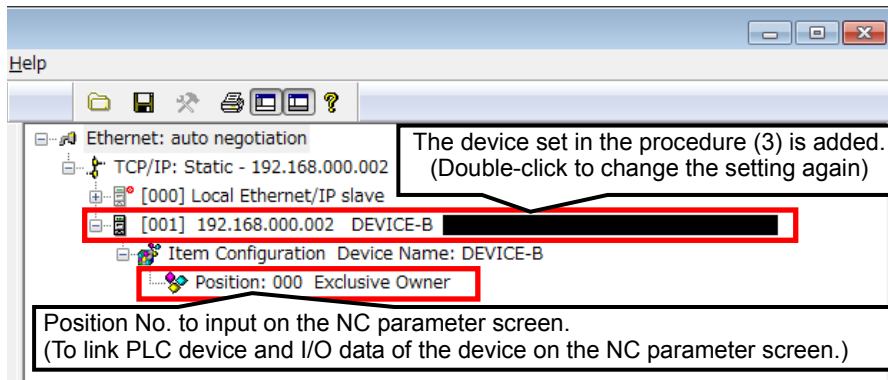 Help
Ethernet: auto negotiation
The device set in the procedure (3) is added.
(Double-click to change the setting again)
TCP/IP: Static - 192.168.000.002
[000] Local Ethernet/IP slave
[001] 192.168.000.002 DEVICE-B
Item Configuration Device Name: DEVICE-B
Position: 000 Exclusive Owner
Position No. to input on the NC parameter screen.
(To link PLC device and I/O data of the device on the NC parameter screen.)